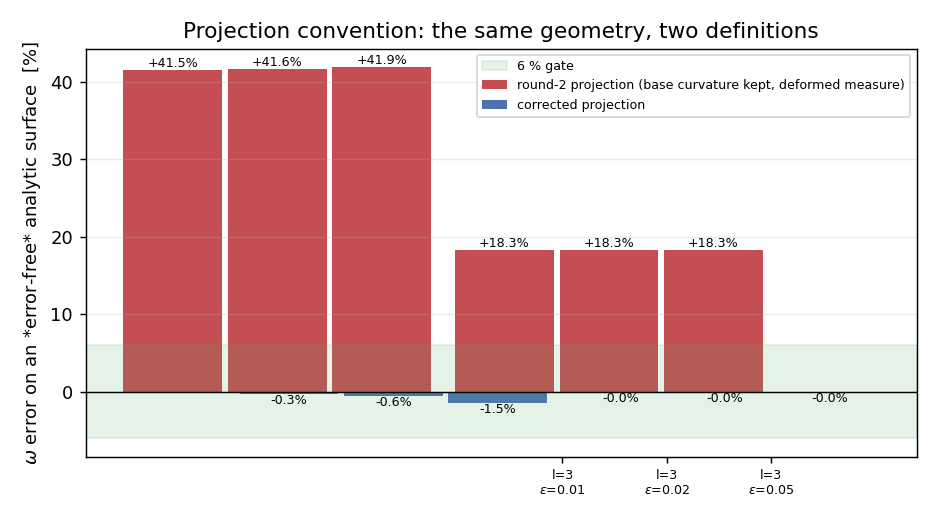 Projection convention: the same geometry, two definitions
ω error on an *error-free* analytic surface [%]
40
30
20
10
0
+41.5%
+41.6%
+41.9%
+18.3%
+18.3%
+18.3%
-0.3%
-0.6%
-1.5%
-0.0%
-0.0%
-0.0%
6 % gate
round-2 projection (base curvature kept, deformed measure)
corrected projection
l=3
ε=0.01
l=3
ε=0.02
l=3
ε=0.05